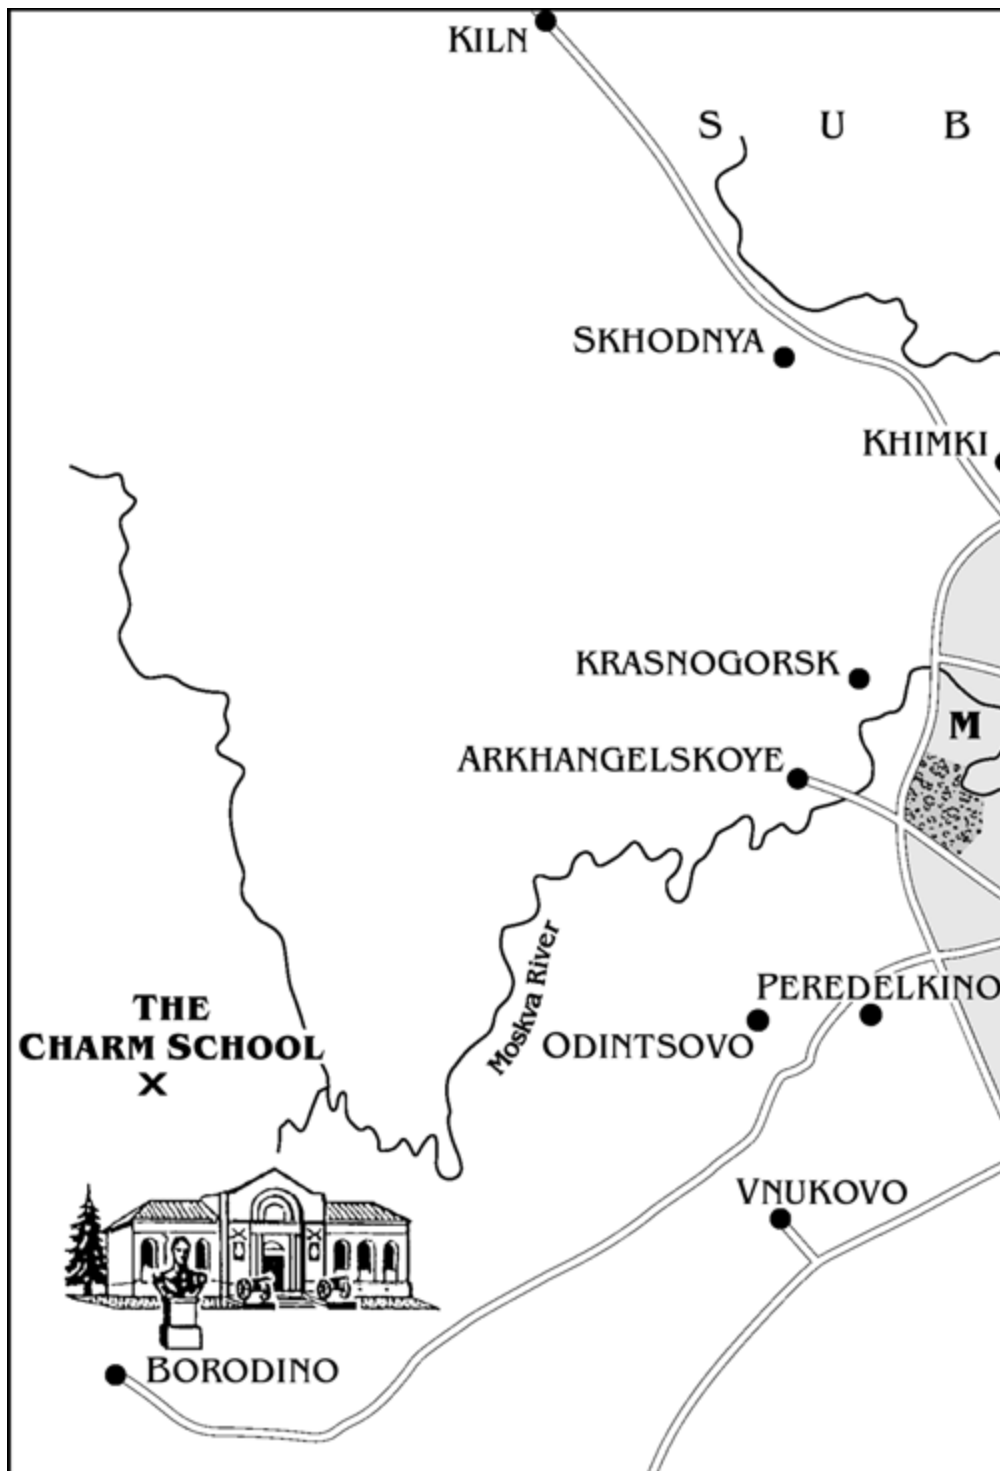 KILN
S U B
SKHODNYA
KHIMKI
KRASNOGORSK
M
ARKHANGELSKOYE
Moskva River
PEREDELKINO
THE
CHARM SCHOOL
X
ODINTSOVO
VNUKOVO
BORODINO